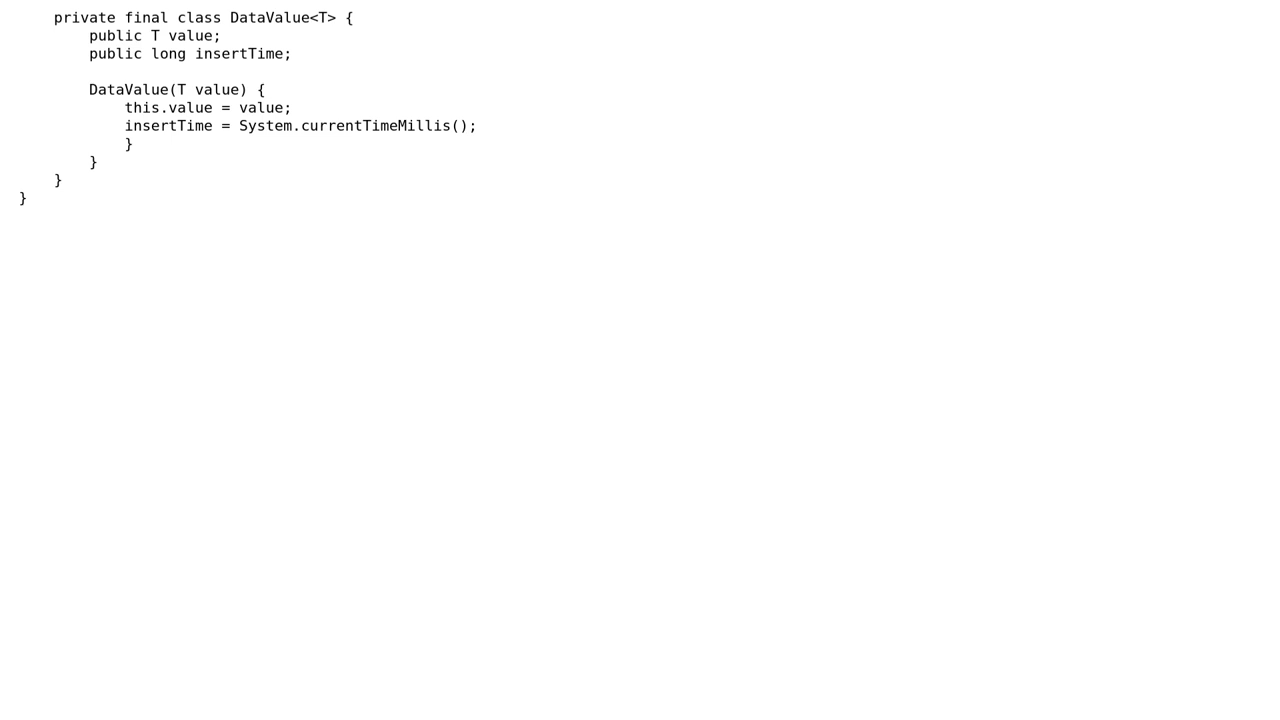 private final class DataValue<T> {
    public T value;
    public long insertTime;

    DataValue(T value) {
        this.value = value;
        insertTime = System.currentTimeMillis();
        }
    }
}
}